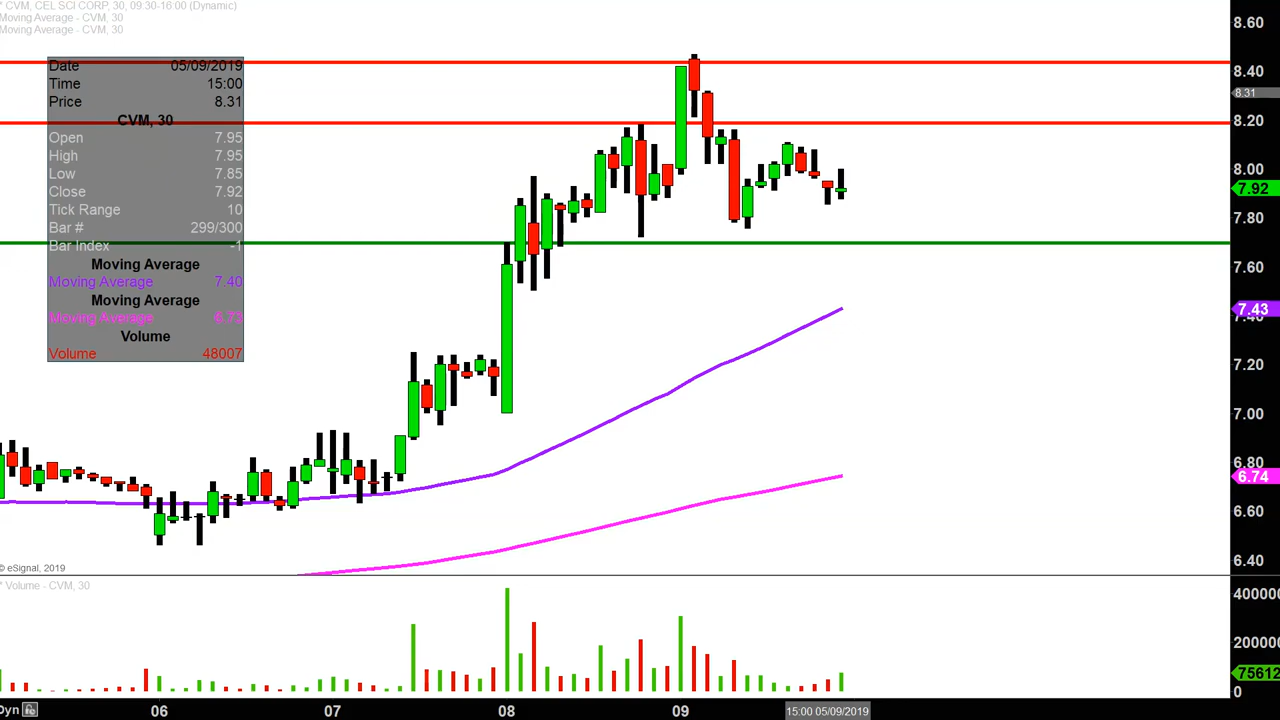 * CVM, CEL SCI CORP, 30, 09:30-16:00 (Dynamic)
Moving Average - CVM, 30
Moving Average - CVM, 30
Date 05/09/2019
Time 15:00
Price 8.31
CVM, 30
Open 7.95
High 7.95
Low 7.85
Close 7.92
Tick Range 10
Bar # 299/300
Bar Index -1
Moving Average
Moving Average 7.40
Moving Average
Moving Average 6.73
Volume
Volume 48007
8.60
8.40
8.31
8.20
8.00
7.92
7.80
7.60
7.43
7.40
7.20
7.00
6.80
6.74
6.60
6.40
© eSignal, 2019
* Volume - CVM, 30
400000
200000
75612
0
Dyn 06 07 08 09 15:00 05/09/2019